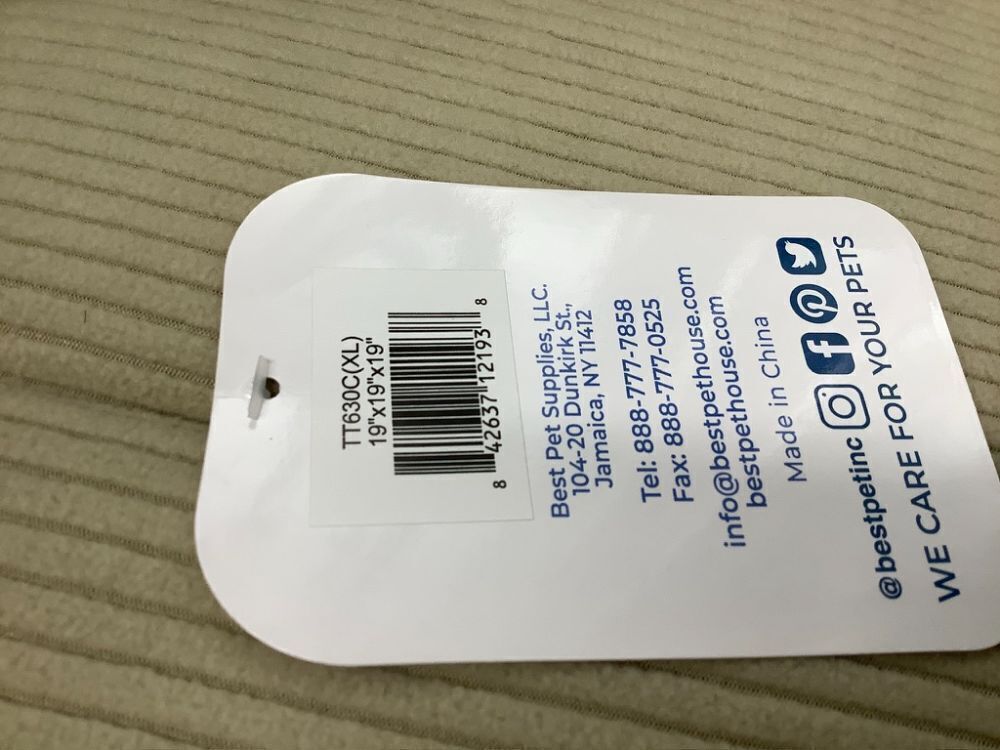 TT630C(XL)
19"x19"x19"
8 42637 12193 8
Best Pet Supplies, LLC.
104-20 Dunkirk St.,
Jamaica, NY 11412
Tel: 888-777-7858
Fax: 888-777-0525
info@bestpethouse.com
bestpethouse.com
Made in China
@bestpetinc
WE CARE FOR YOUR PETS